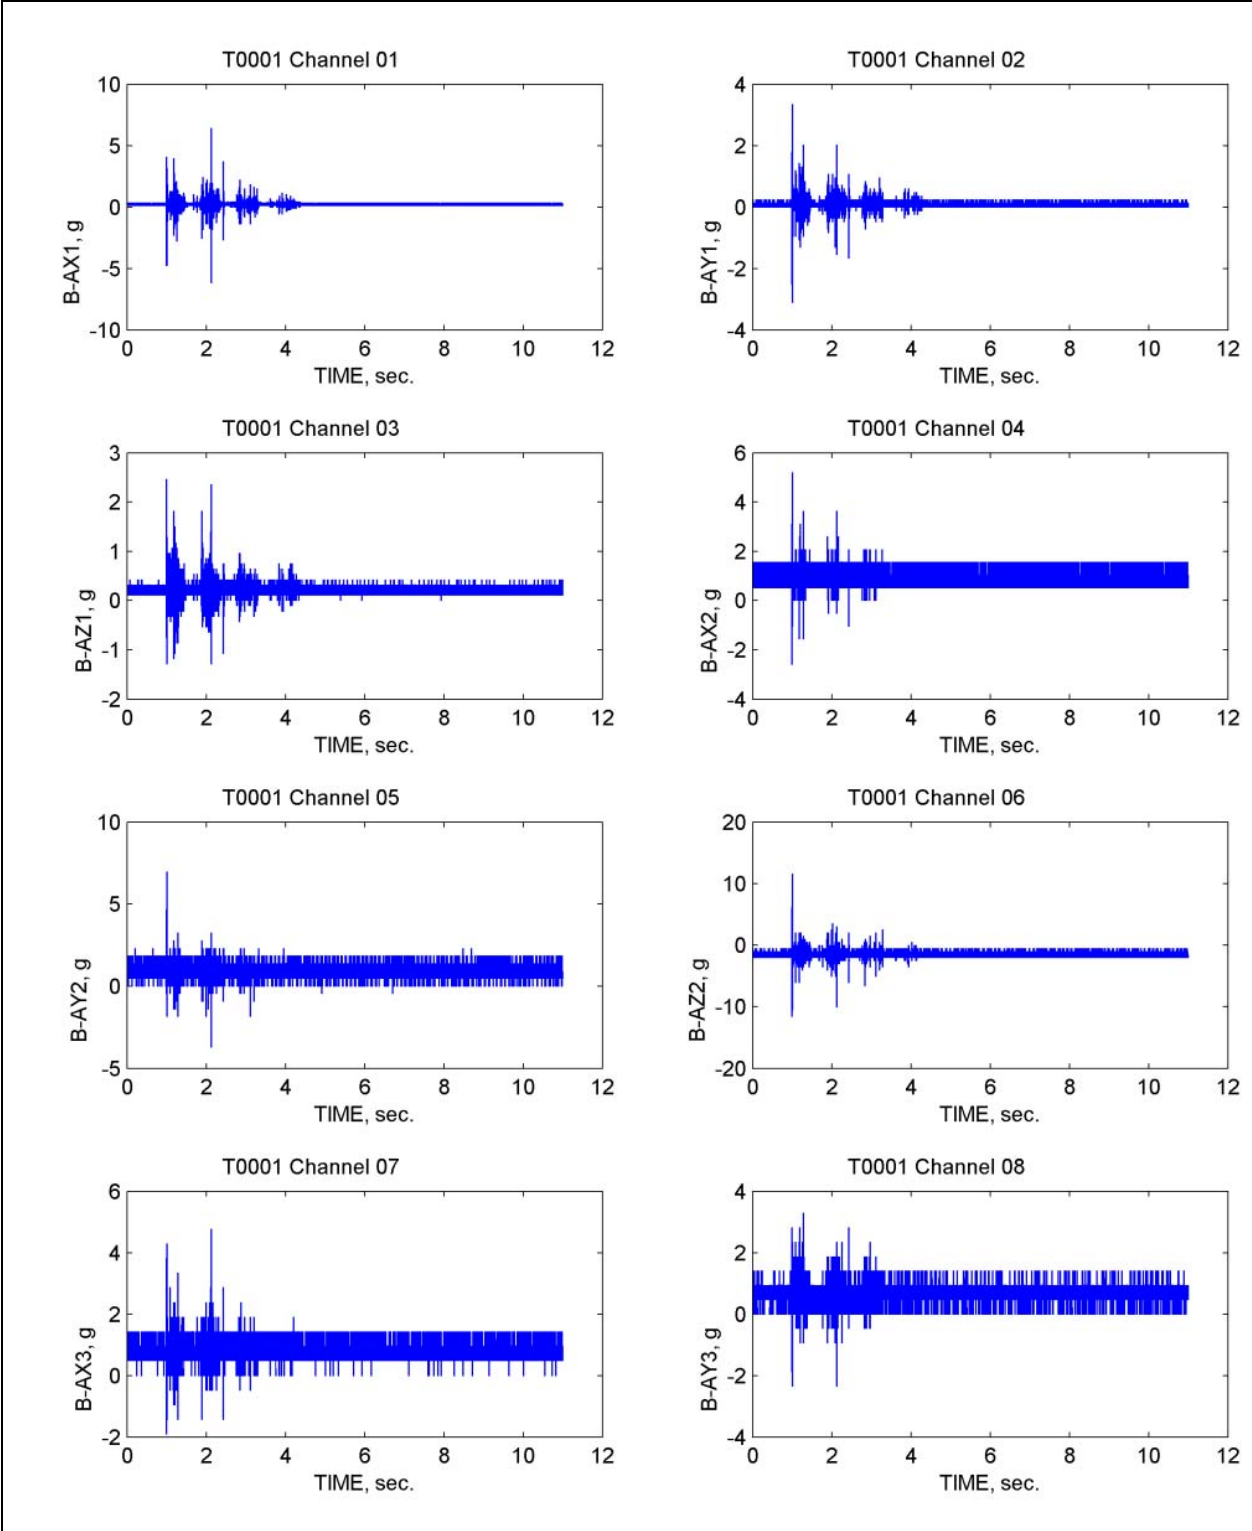 T0001 Channel 01
10
5
0
-5
-10
B-AX1, g
0 2 4 6 8 10 12
TIME, sec.
T0001 Channel 02
4
2
0
-2
-4
B-AY1, g
0 2 4 6 8 10 12
TIME, sec.
T0001 Channel 03
3
2
1
0
-1
-2
B-AZ1, g
0 2 4 6 8 10 12
TIME, sec.
T0001 Channel 04
6
4
2
0
-2
-4
B-AX2, g
0 2 4 6 8 10 12
TIME, sec.
T0001 Channel 05
10
5
0
-5
B-AY2, g
0 2 4 6 8 10 12
TIME, sec.
T0001 Channel 06
20
10
0
-10
-20
B-AZ2, g
0 2 4 6 8 10 12
TIME, sec.
T0001 Channel 07
6
4
2
0
-2
B-AX3, g
0 2 4 6 8 10 12
TIME, sec.
T0001 Channel 08
4
2
0
-2
-4
B-AY3, g
0 2 4 6 8 10 12
TIME, sec.